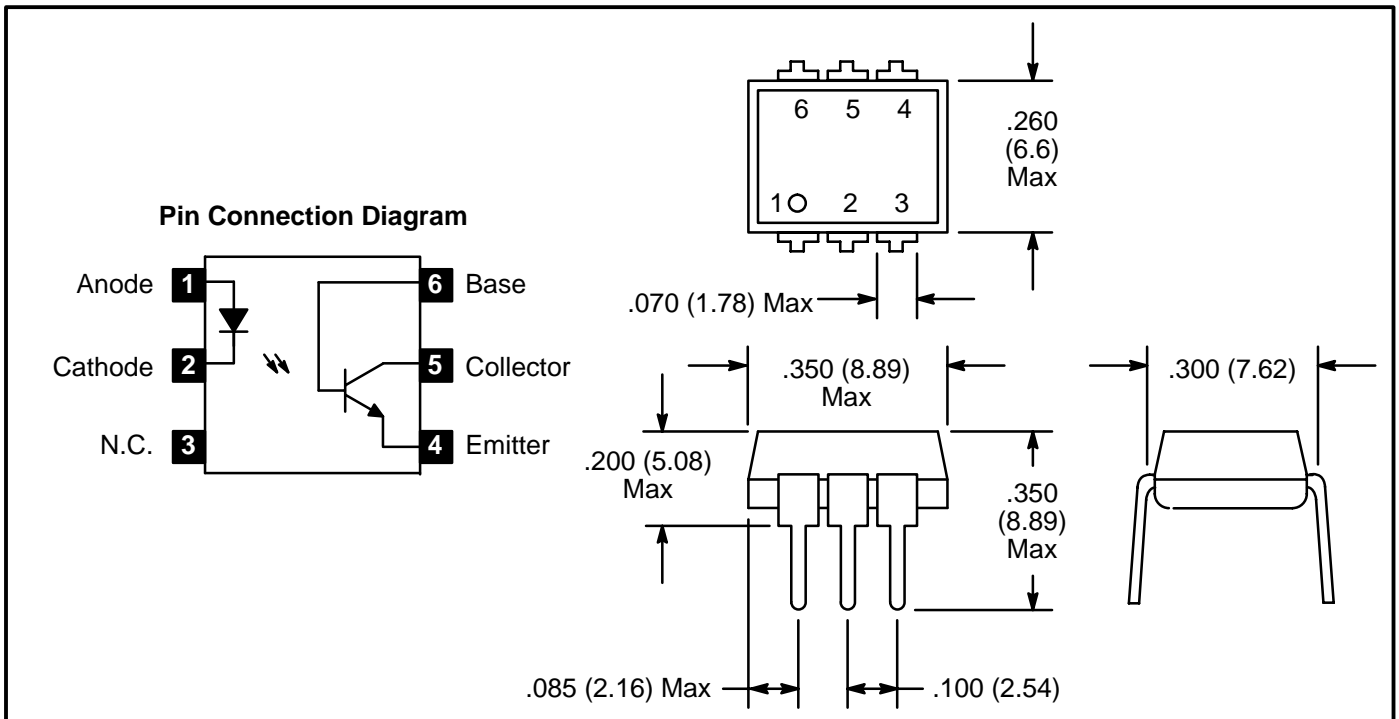 6 5 4
1 2 3
.260
(6.6)
Max
Pin Connection Diagram
Anode 1 6 Base
Cathode 2 5 Collector
N.C. 3 4 Emitter
.070 (1.78) Max
.350 (8.89)
Max
.300 (7.62)
.200 (5.08)
Max
.350
(8.89)
Max
.085 (2.16) Max
.100 (2.54)